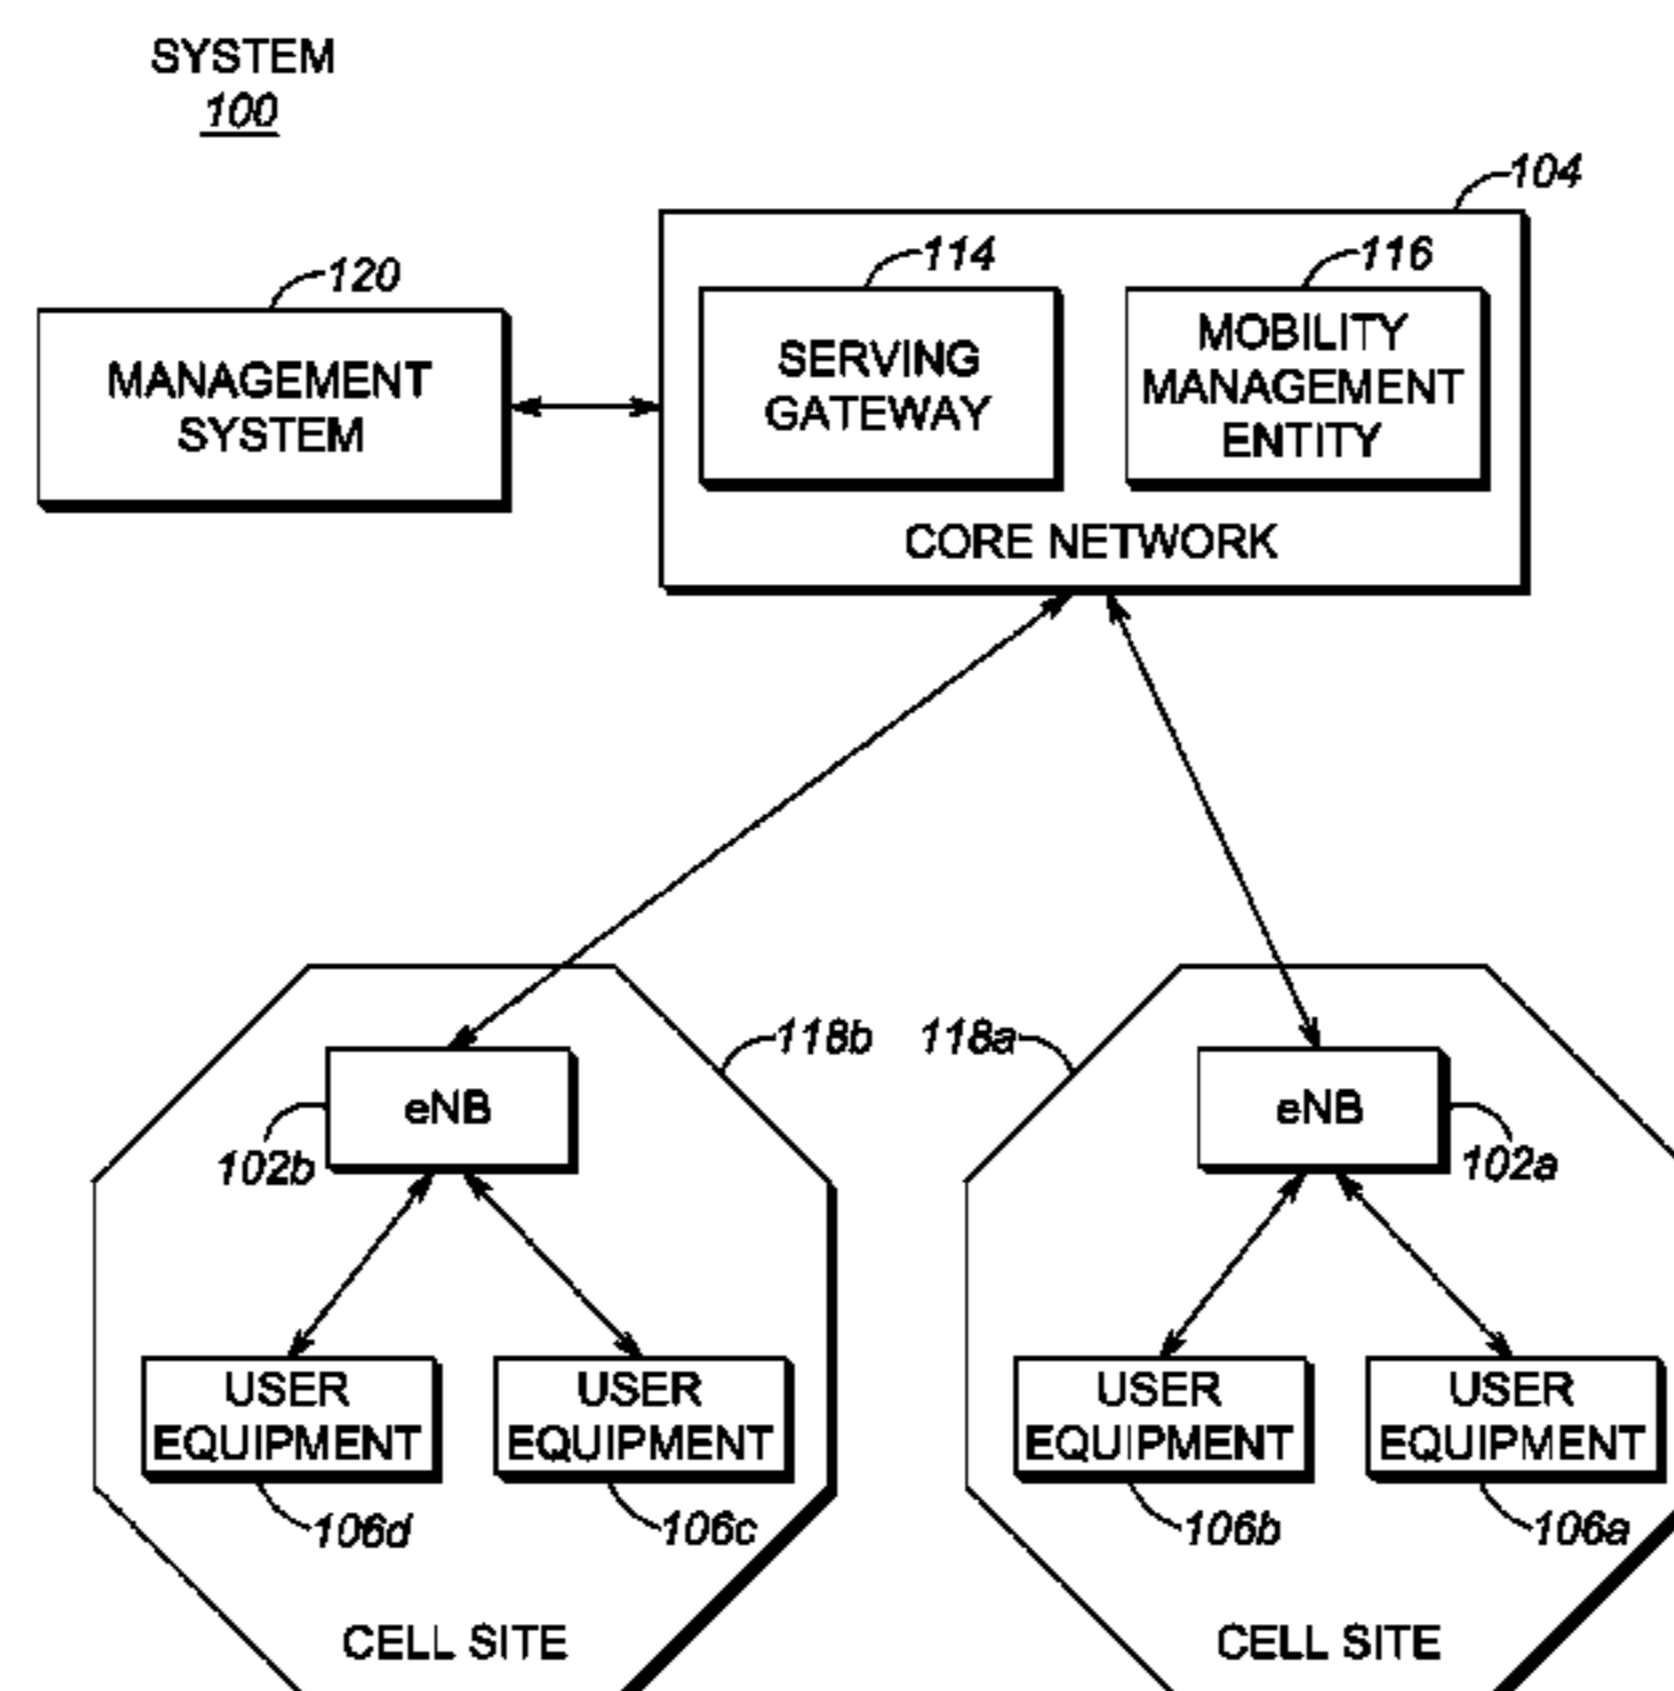 SYSTEM
100
104
114
116
120
MANAGEMENT
SYSTEM
SERVING
GATEWAY
MOBILITY
MANAGEMENT
ENTITY
CORE NETWORK
118b
118a
eNB
102b
eNB
102a
USER
EQUIPMENT
106d
USER
EQUIPMENT
106c
USER
EQUIPMENT
106b
USER
EQUIPMENT
106a
CELL SITE
CELL SITE